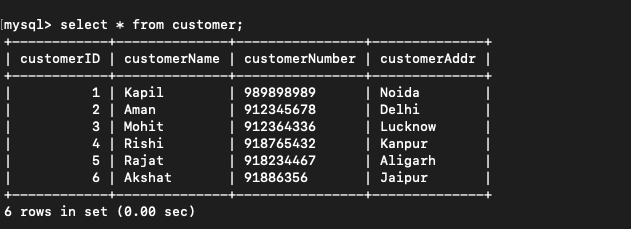 [mysql> select * from customer;
+------------+--------------+----------------+--------------+
| customerID | customerName | customerNumber | customerAddr |
+------------+--------------+----------------+--------------+
|          1 | Kapil        | 989898989      | Noida        |
|          2 | Aman         | 912345678      | Delhi        |
|          3 | Mohit        | 912364336      | Lucknow      |
|          4 | Rishi        | 918765432      | Kanpur       |
|          5 | Rajat        | 918234467      | Aligarh      |
|          6 | Akshat       | 91886356       | Jaipur       |
+------------+--------------+----------------+--------------+
6 rows in set (0.00 sec)